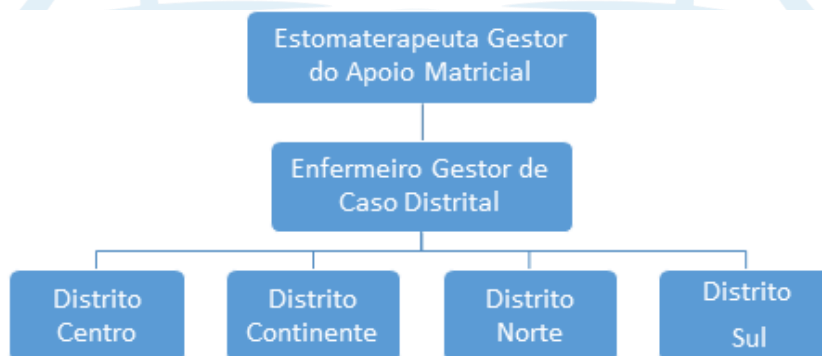 Estomaterapeuta Gestor
do Apoio Matricial
Enfermeiro Gestor de
Caso Distrital
Distrito
Centro
Distrito
Continente
Distrito
Norte
Distrito
Sul